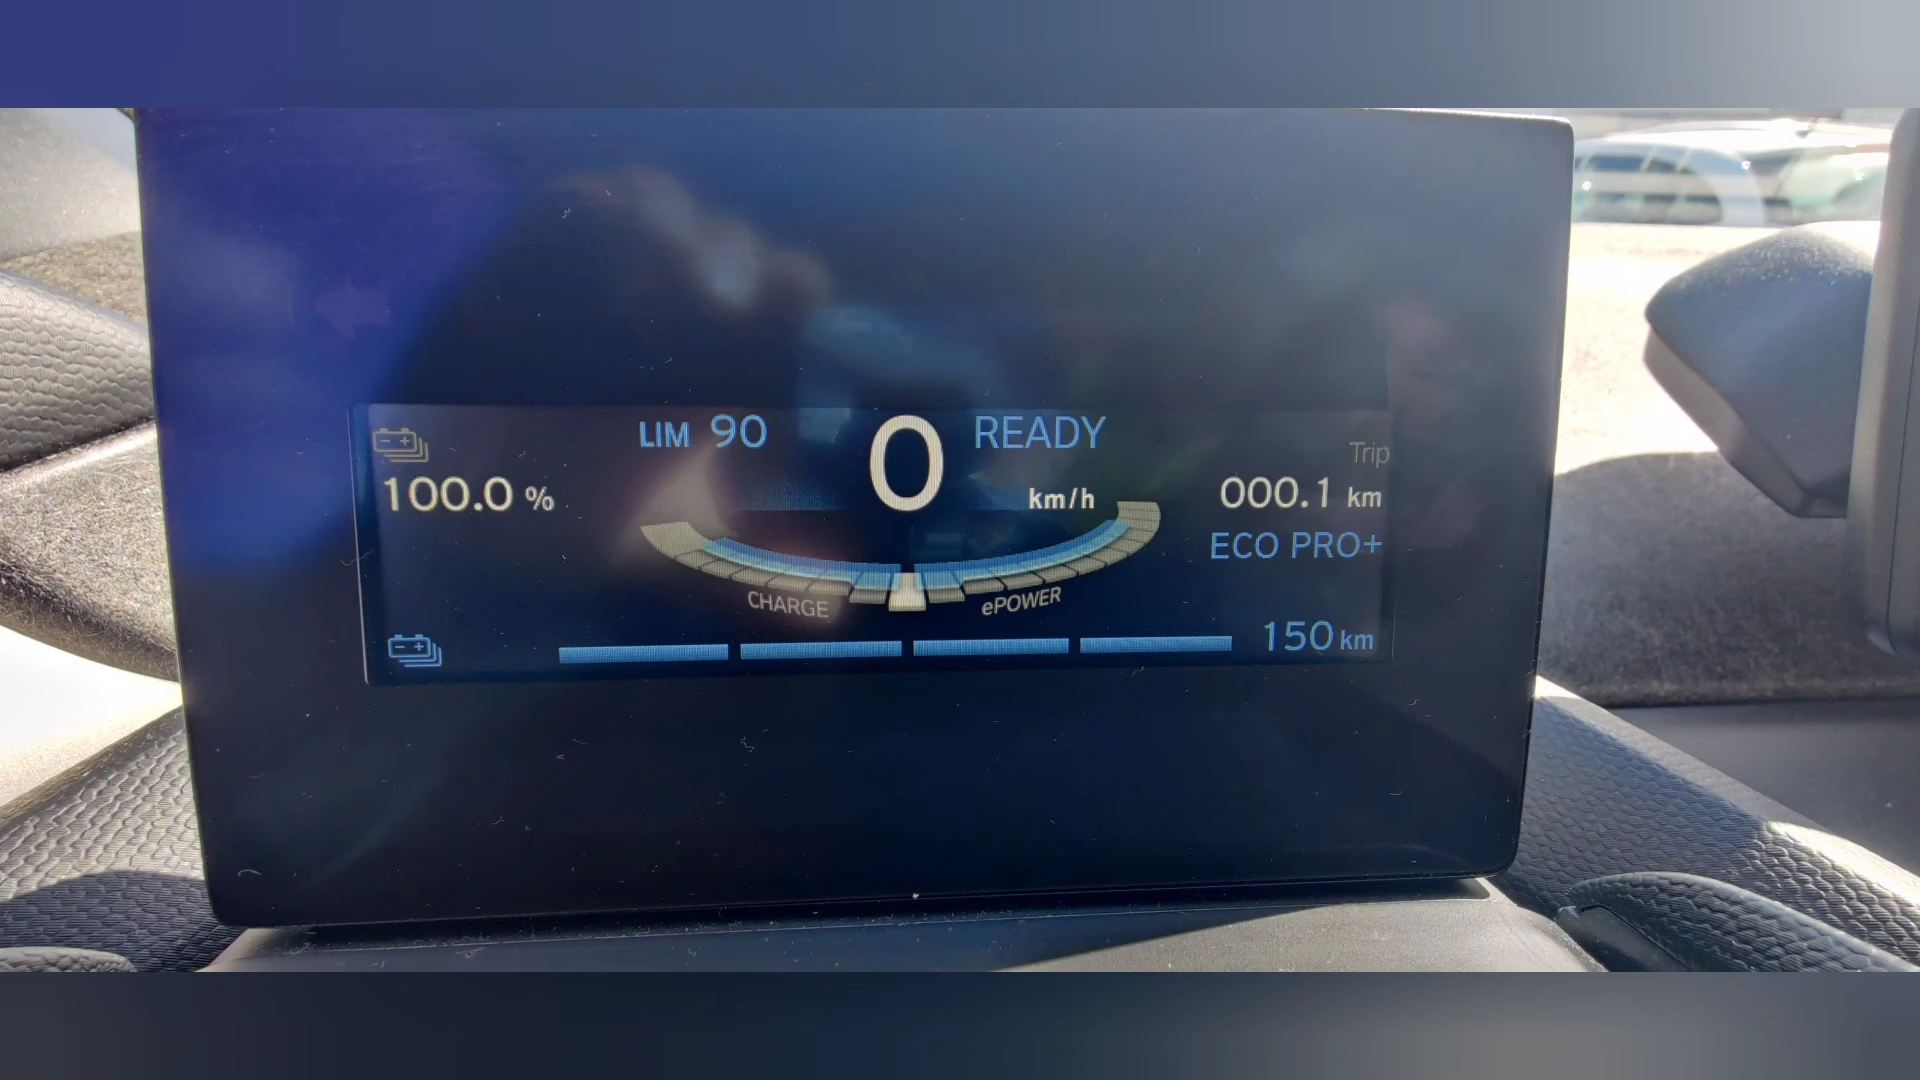 LIM 90
0
READY
Trip
100.0 %
km/h
000.1 km
ECO PRO+
CHARGE
ePOWER
150 km